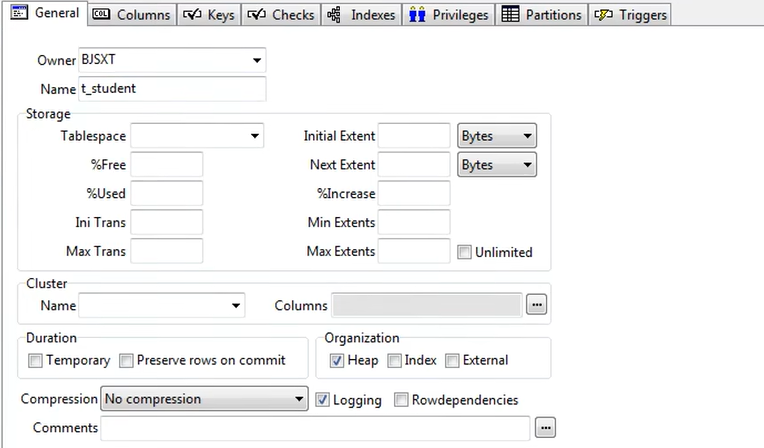 General Columns Keys Checks Indexes Privileges Partitions Triggers
Owner BJSXT
Name t_student
Storage
Tablespace Initial Extent Bytes
%Free Next Extent Bytes
%Used %Increase
Ini Trans Min Extents
Max Trans Max Extents Unlimited
Cluster
Name Columns ...
Duration Organization
Temporary Preserve rows on commit Heap Index External
Compression No compression Logging Rowdependencies
Comments ...